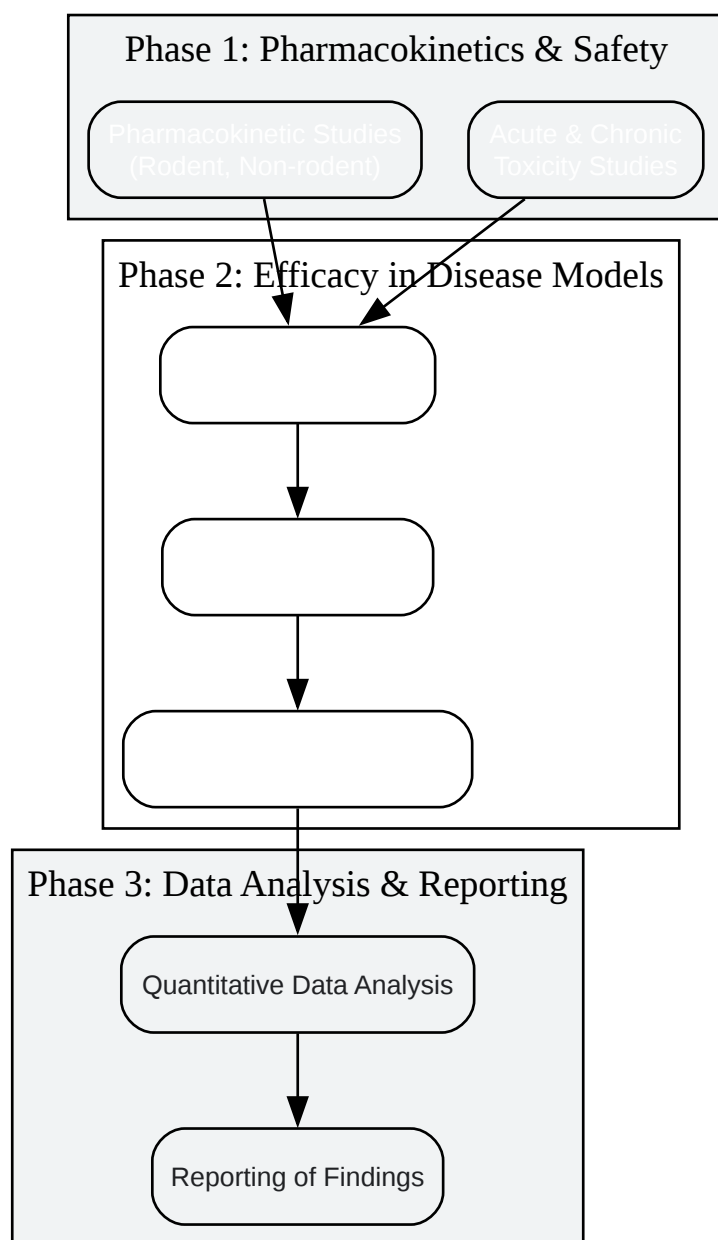 Phase 1: Pharmacokinetics & Safety
Pharmacokinetic Studies
(Rodent, Non-rodent)
Acute & Chronic
Toxicity Studies
Phase 2: Efficacy in Disease Models
Phase 3: Data Analysis & Reporting
Quantitative Data Analysis
Reporting of Findings